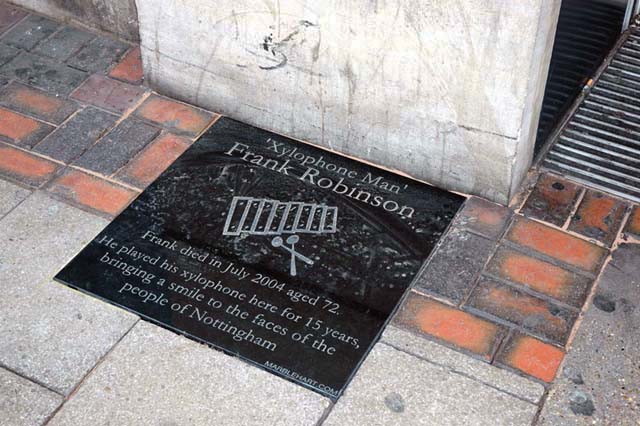 'Xylophone Man'
Frank Robinson
Frank died in July 2004 aged 72.
He played his xylophone here for 15 years,
bringing a smile to the faces of the
people of Nottingham
MARBLEHART.COM